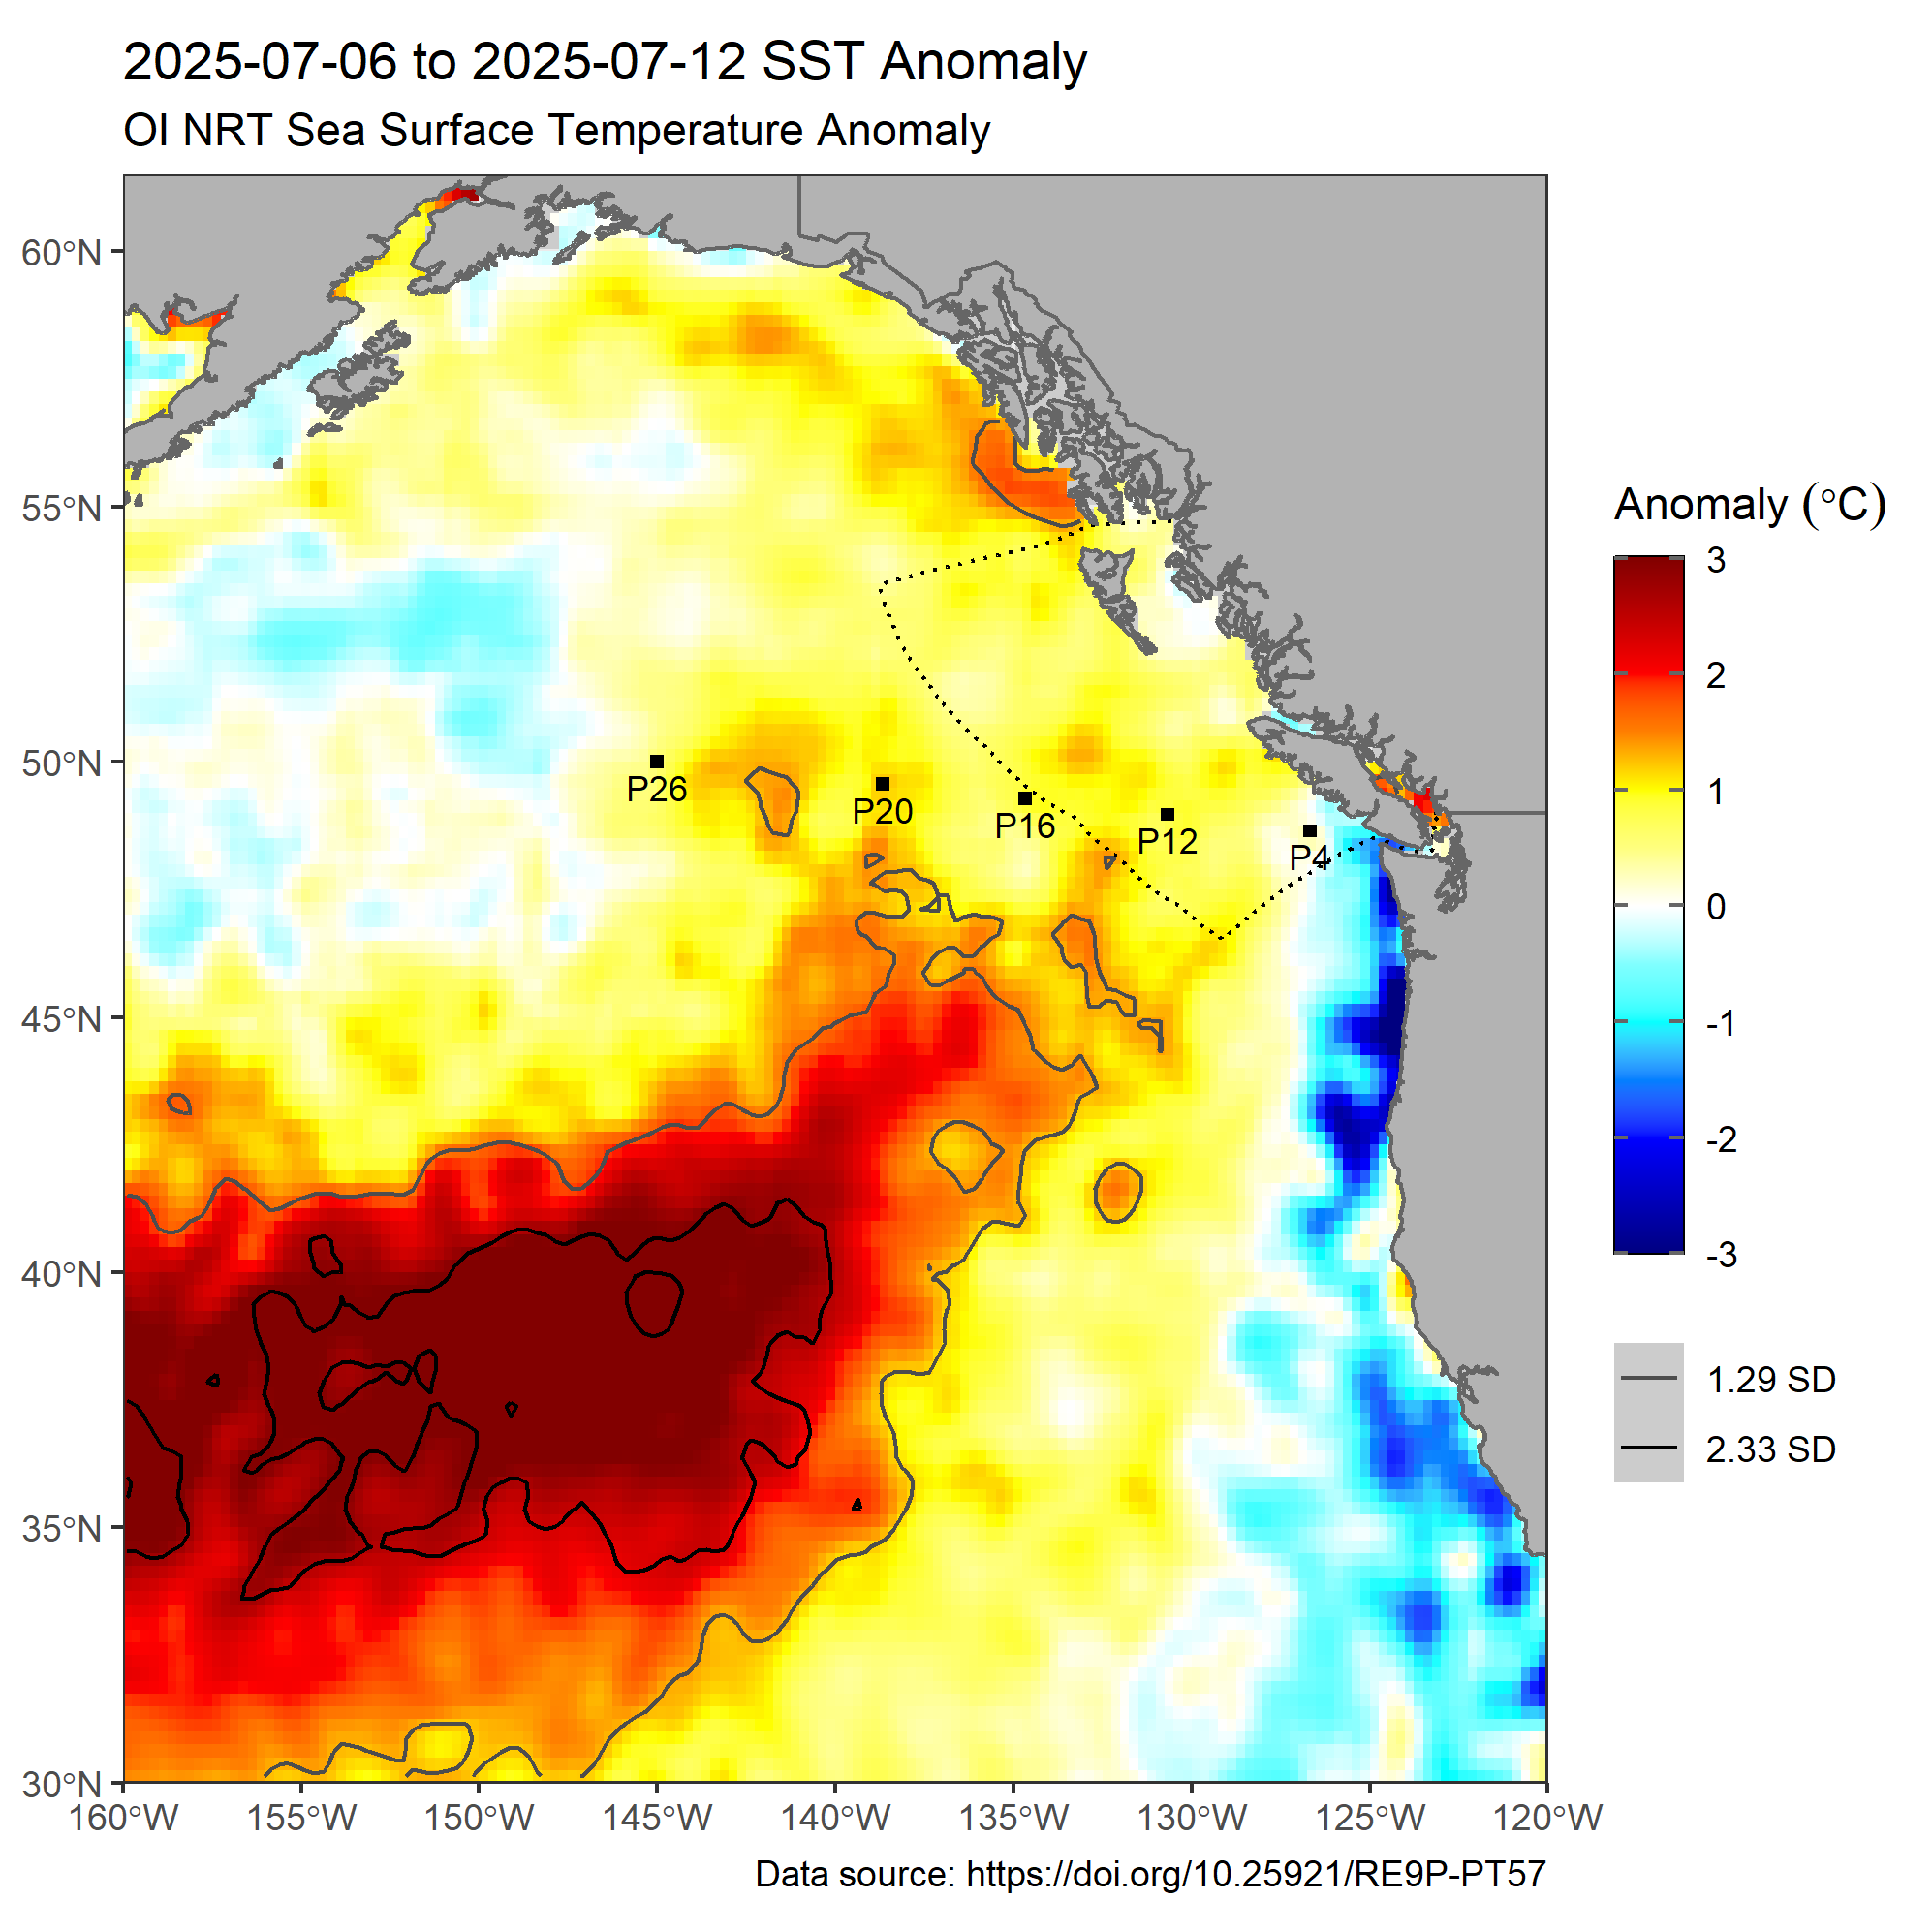 2025-07-06 to 2025-07-12 SST Anomaly
OI NRT Sea Surface Temperature Anomaly
60°N
55°N
50°N
45°N
40°N
35°N
30°N
P26
P20
P16
P12
P4
160°W
155°W
150°W
145°W
140°W
135°W
130°W
125°W
120°W
Anomaly (°C)
3
2
1
0
-1
-2
-3
1.29 SD
2.33 SD
Data source: https://doi.org/10.25921/RE9P-PT57